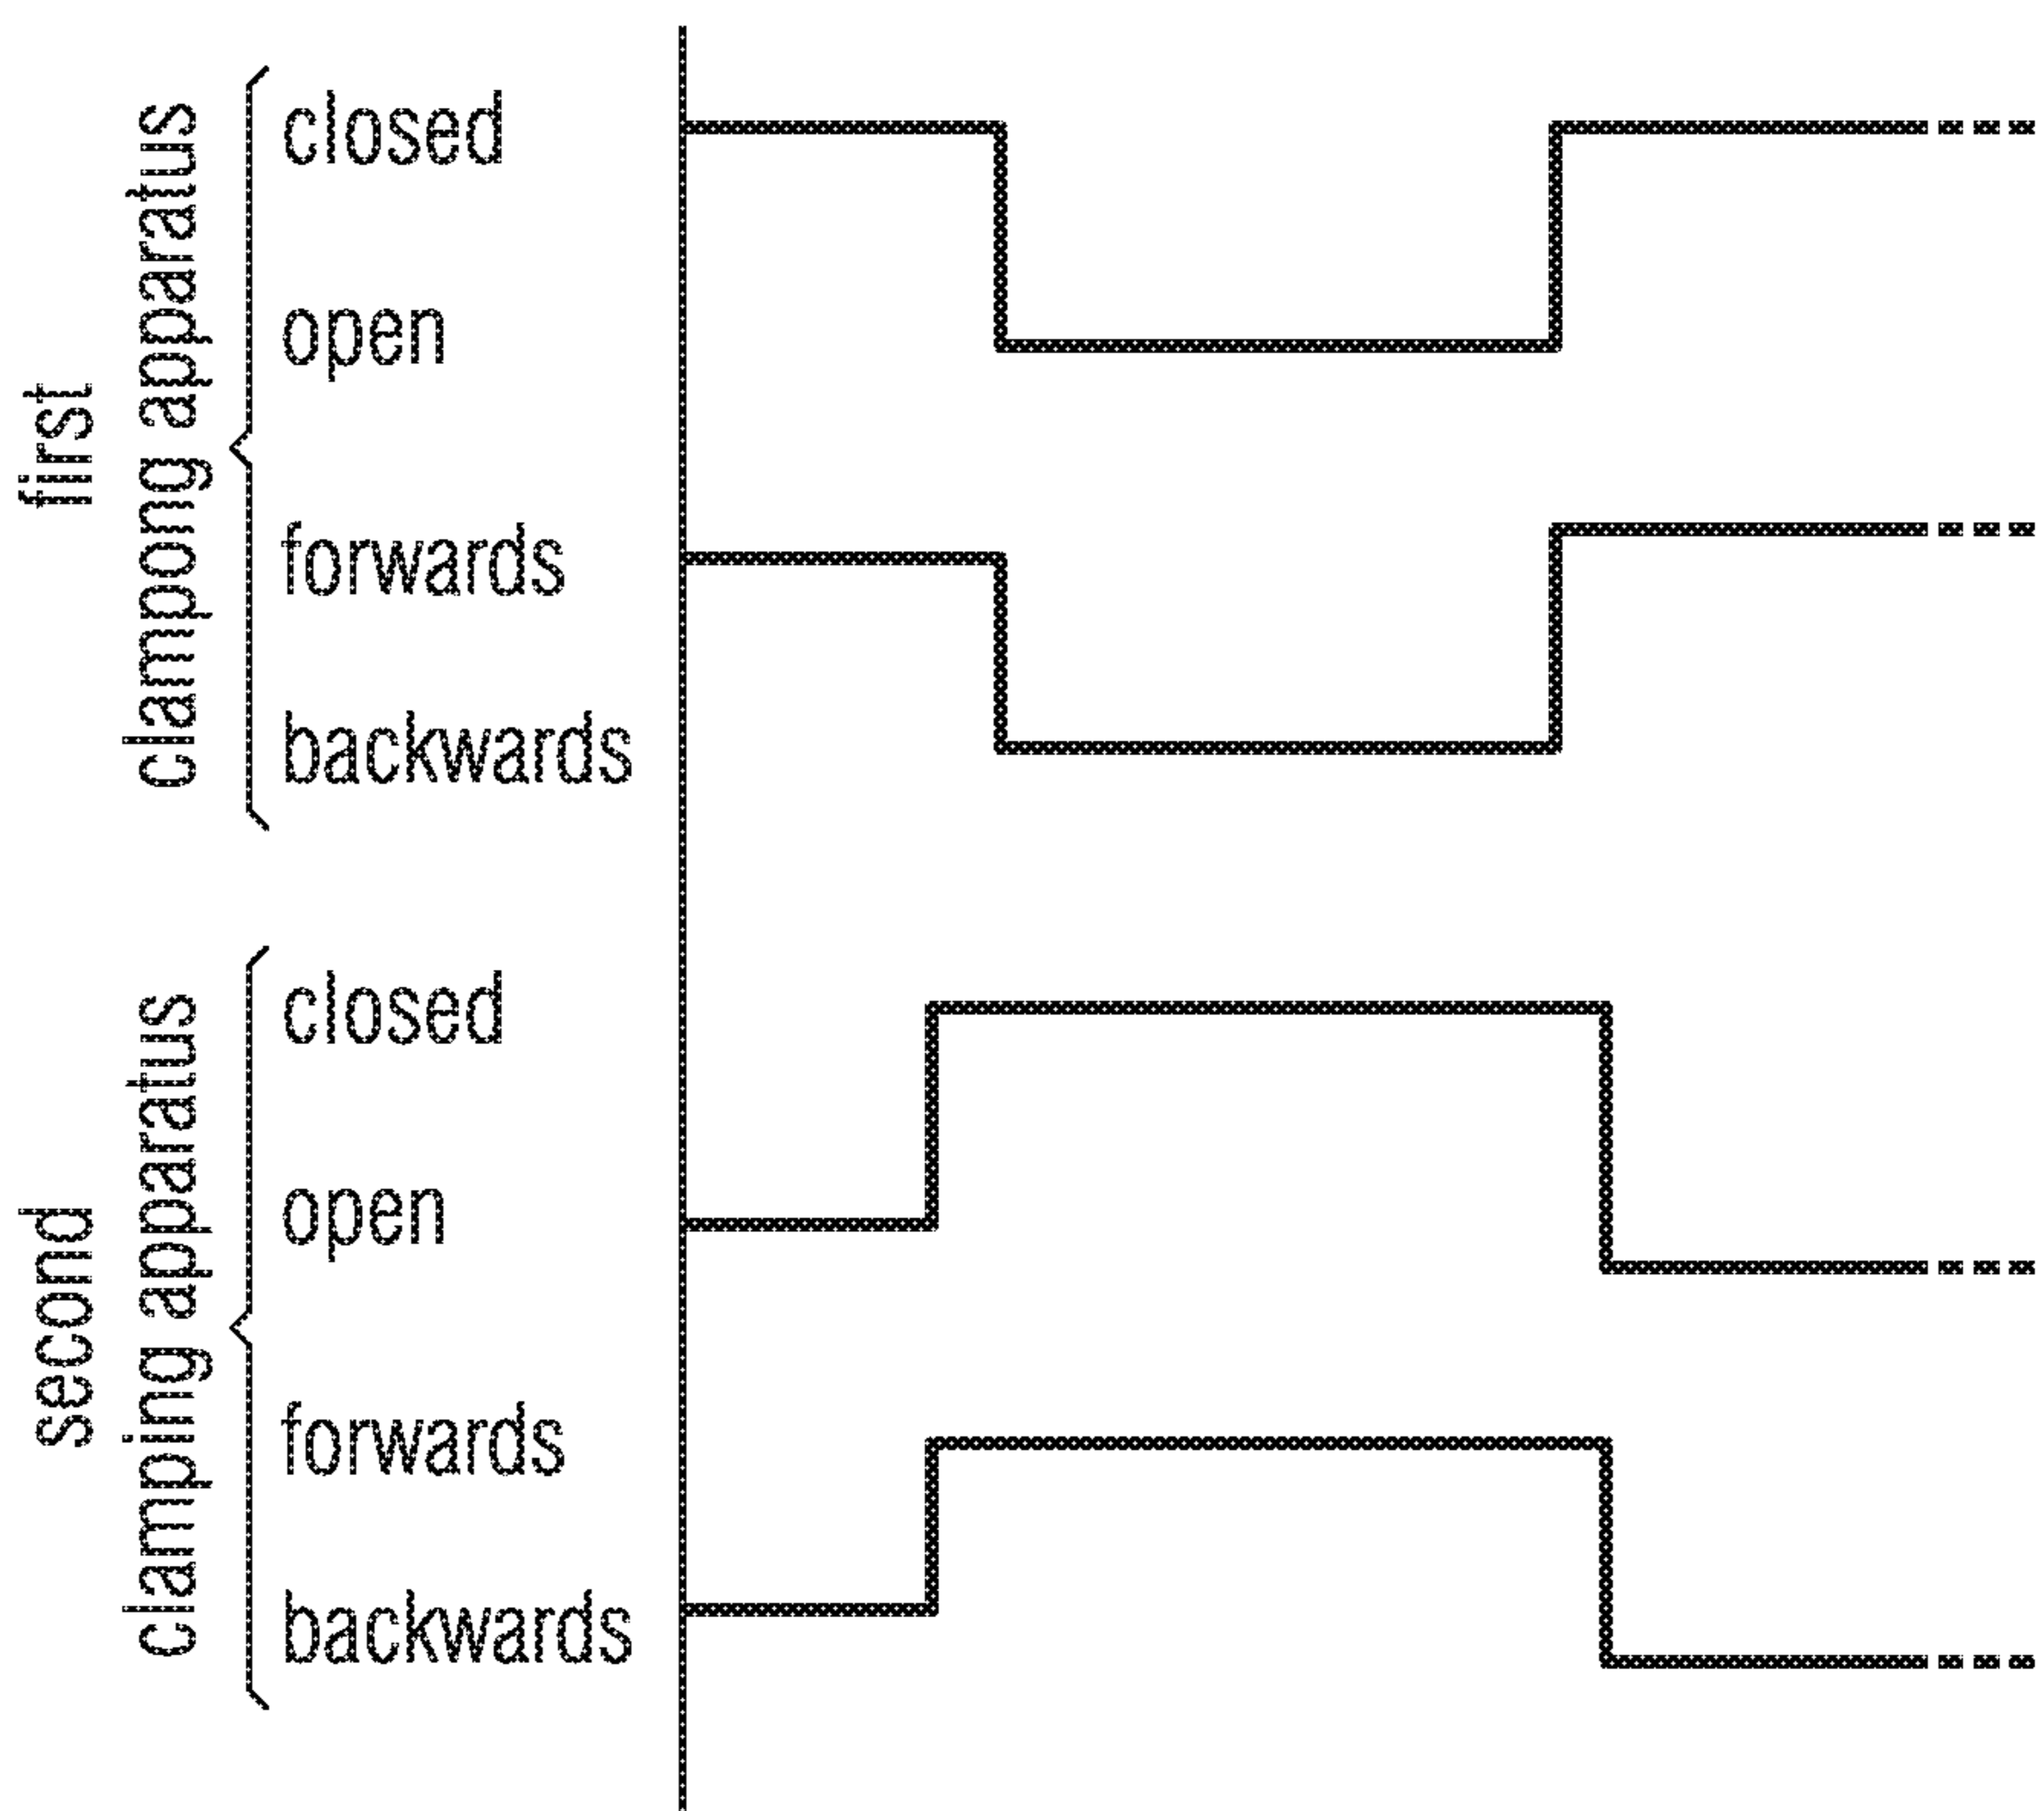 first
clampong apparatus
closed
open
forwards
backwards
second
clamping apparatus
closed
open
forwards
backwards